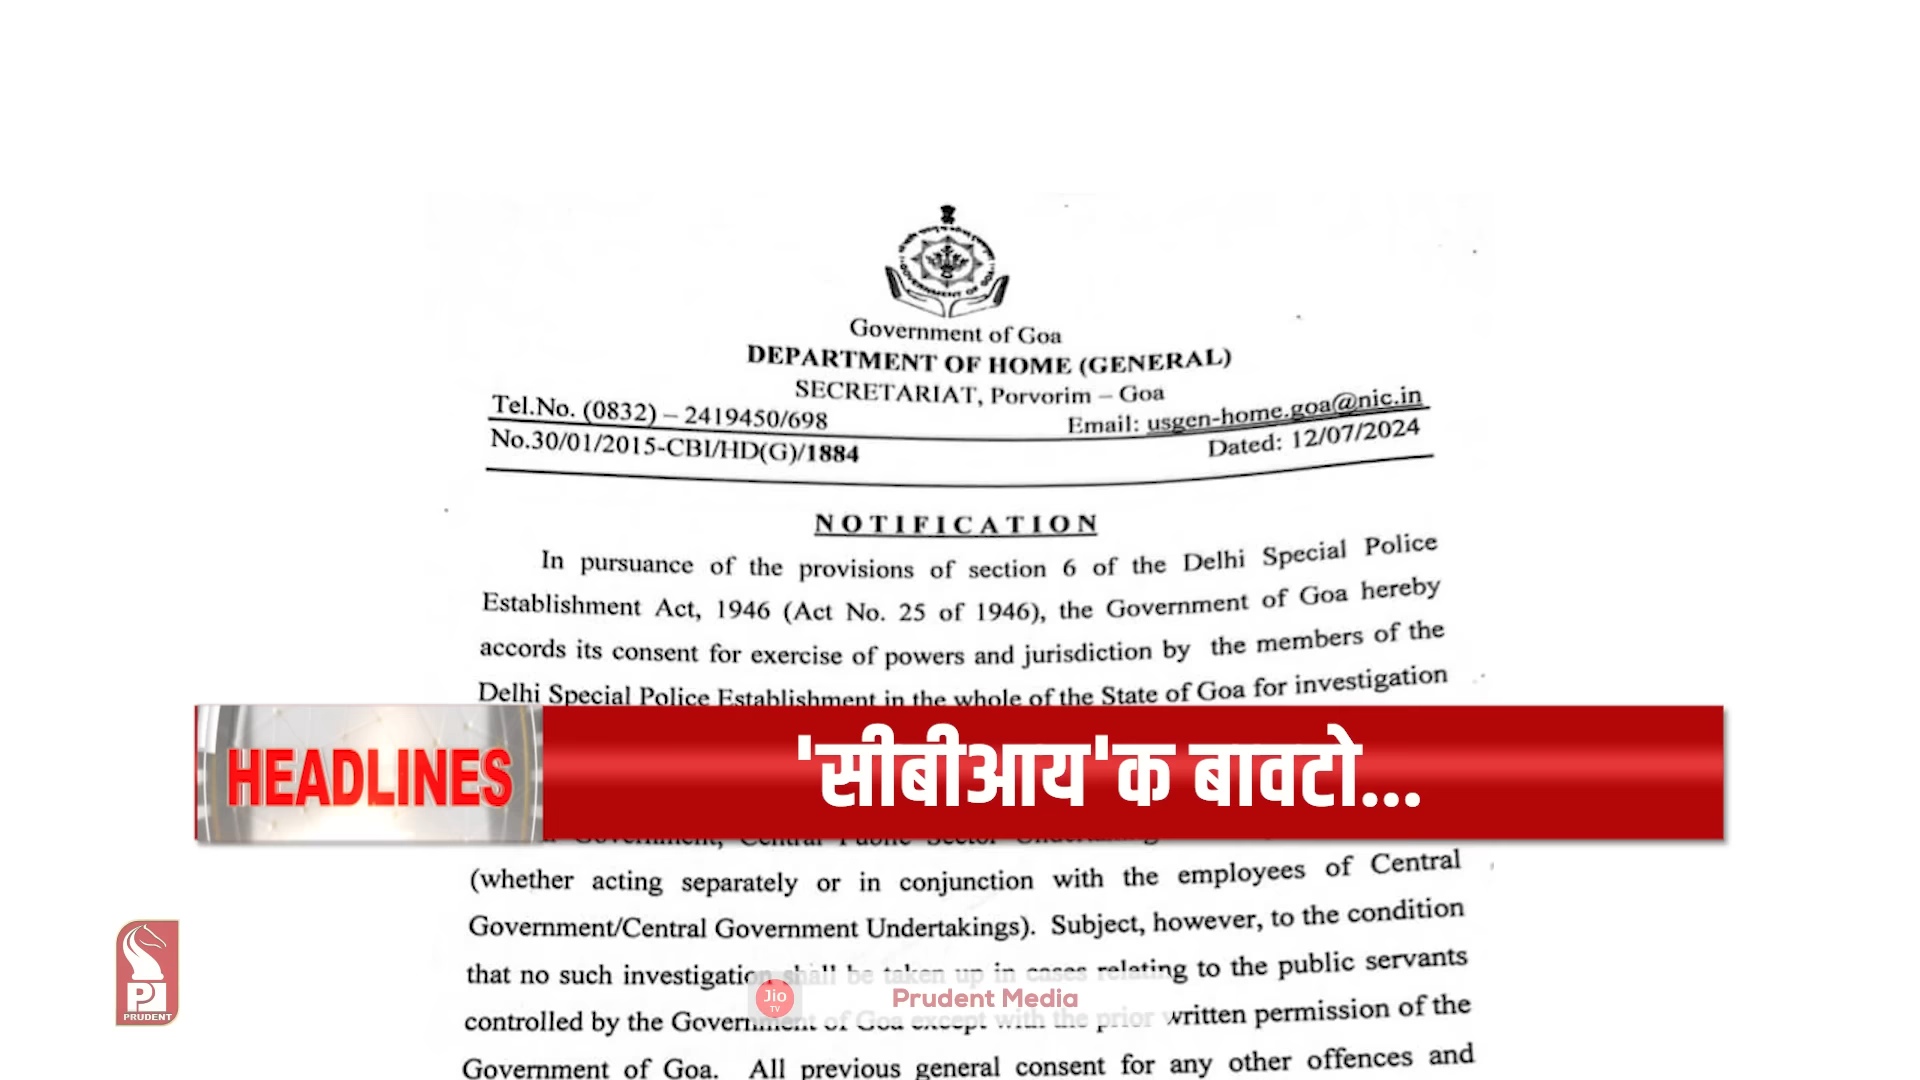 GOVERNMENT OF GOA
Government of Goa
DEPARTMENT OF HOME (GENERAL)
SECRETARIAT, Porvorim – Goa
Tel.No. (0832) – 2419450/698
Email: usgen-home.goa@nic.in
No.30/01/2015-CBI/HD(G)/1884
Dated: 12/07/2024
NOTIFICATION
In pursuance of the provisions of section 6 of the Delhi Special Police
Establishment Act, 1946 (Act No. 25 of 1946), the Government of Goa hereby
accords its consent for exercise of powers and jurisdiction by the members of the
Delhi Special Police Establishment in the whole of the State of Goa for investigation
HEADLINES
'सीबीआय'क बावटो...
Government, Central Public Sector
(whether acting separately or in conjunction with the employees of Central
Government/Central Government Undertakings). Subject, however, to the condition
that no such investigation shall be taken up in cases relating to the public servants
controlled by the Government of Goa except with the prior written permission of the
Government of Goa. All previous general consent for any other offences and
PRUDENT
Jio
TV
Prudent Media